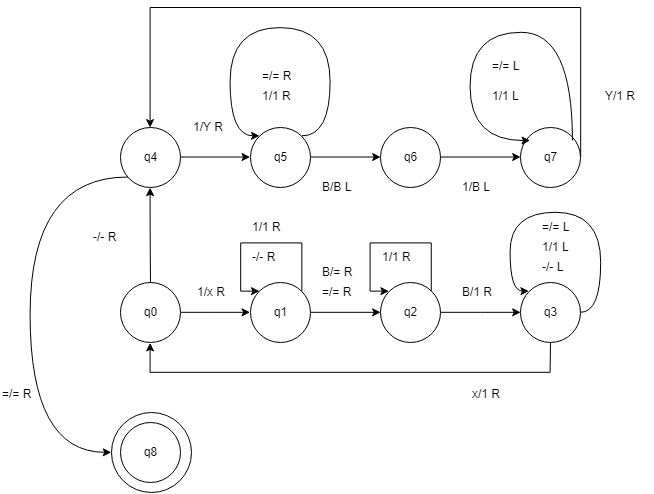 =/= R
1/1 R
=/= L
1/1 L
Y/1 R
1/Y R
q4
q5
q6
q7
B/B L
1/B L
-/- R
1/1 R
-/- R
1/1 R
=/= L
1/1 L
-/- L
B/= R
=/= R
1/x R
B/1 R
q0
q1
q2
q3
=/= R
x/1 R
q8